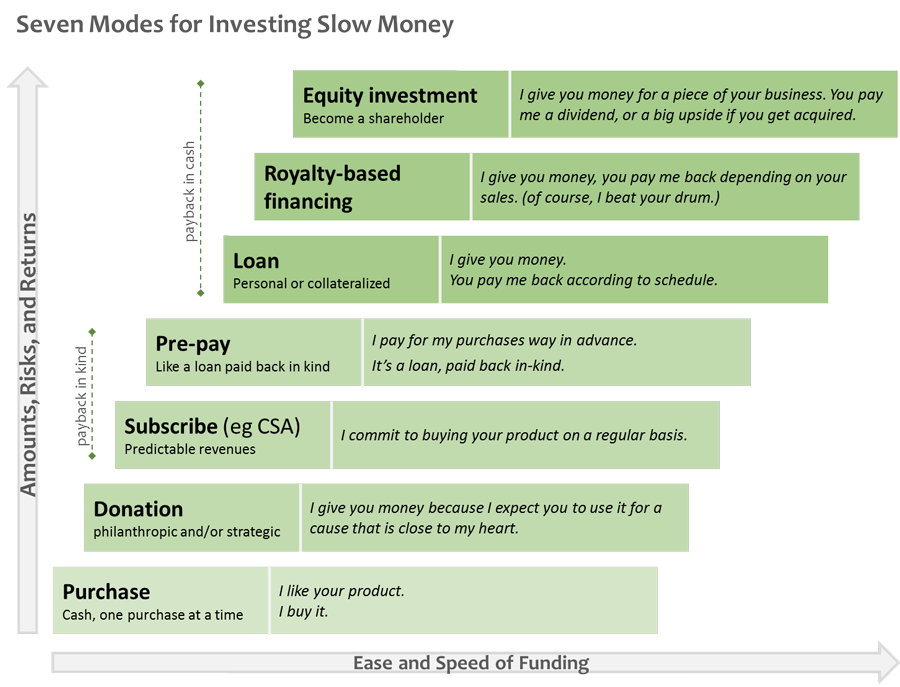 Seven Modes for Investing Slow Money
Amounts, Risks, and Returns
payback in cash
Equity investment
Become a shareholder
I give you money for a piece of your business. You pay
me a dividend, or a big upside if you get acquired.
Royalty-based
financing
I give you money, you pay me back depending on your
sales. (of course, I beat your drum.)
Loan
Personal or collateralized
I give you money.
You pay me back according to schedule.
payback in kind
Pre-pay
Like a loan paid back in kind
I pay for my purchases way in advance.
It’s a loan, paid back in-kind.
Subscribe (eg CSA)
Predictable revenues
I commit to buying your product on a regular basis.
Donation
philanthropic and/or strategic
I give you money because I expect you to use it for a
cause that is close to my heart.
Purchase
Cash, one purchase at a time
I like your product.
I buy it.
Ease and Speed of Funding